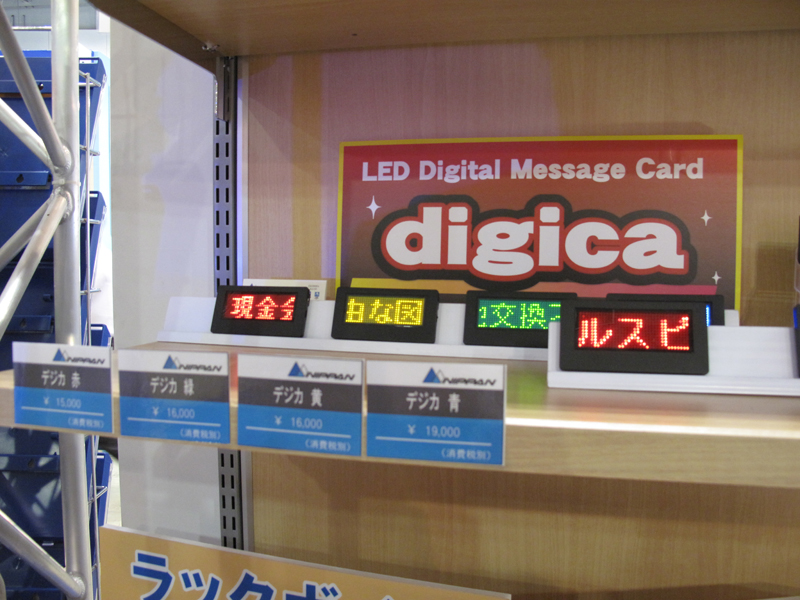 LED Digital Message Card
digica
現金
な図
交換
ルスビ
NIPPAN
デジカ 赤
¥ 15,000
(消費税別)
NIPPAN
デジカ 緑
¥ 16,000
(消費税別)
NIPPAN
デジカ 黄
¥ 16,000
(消費税別)
NIPPAN
デジカ 青
¥ 19,000
(消費税別)
ラック